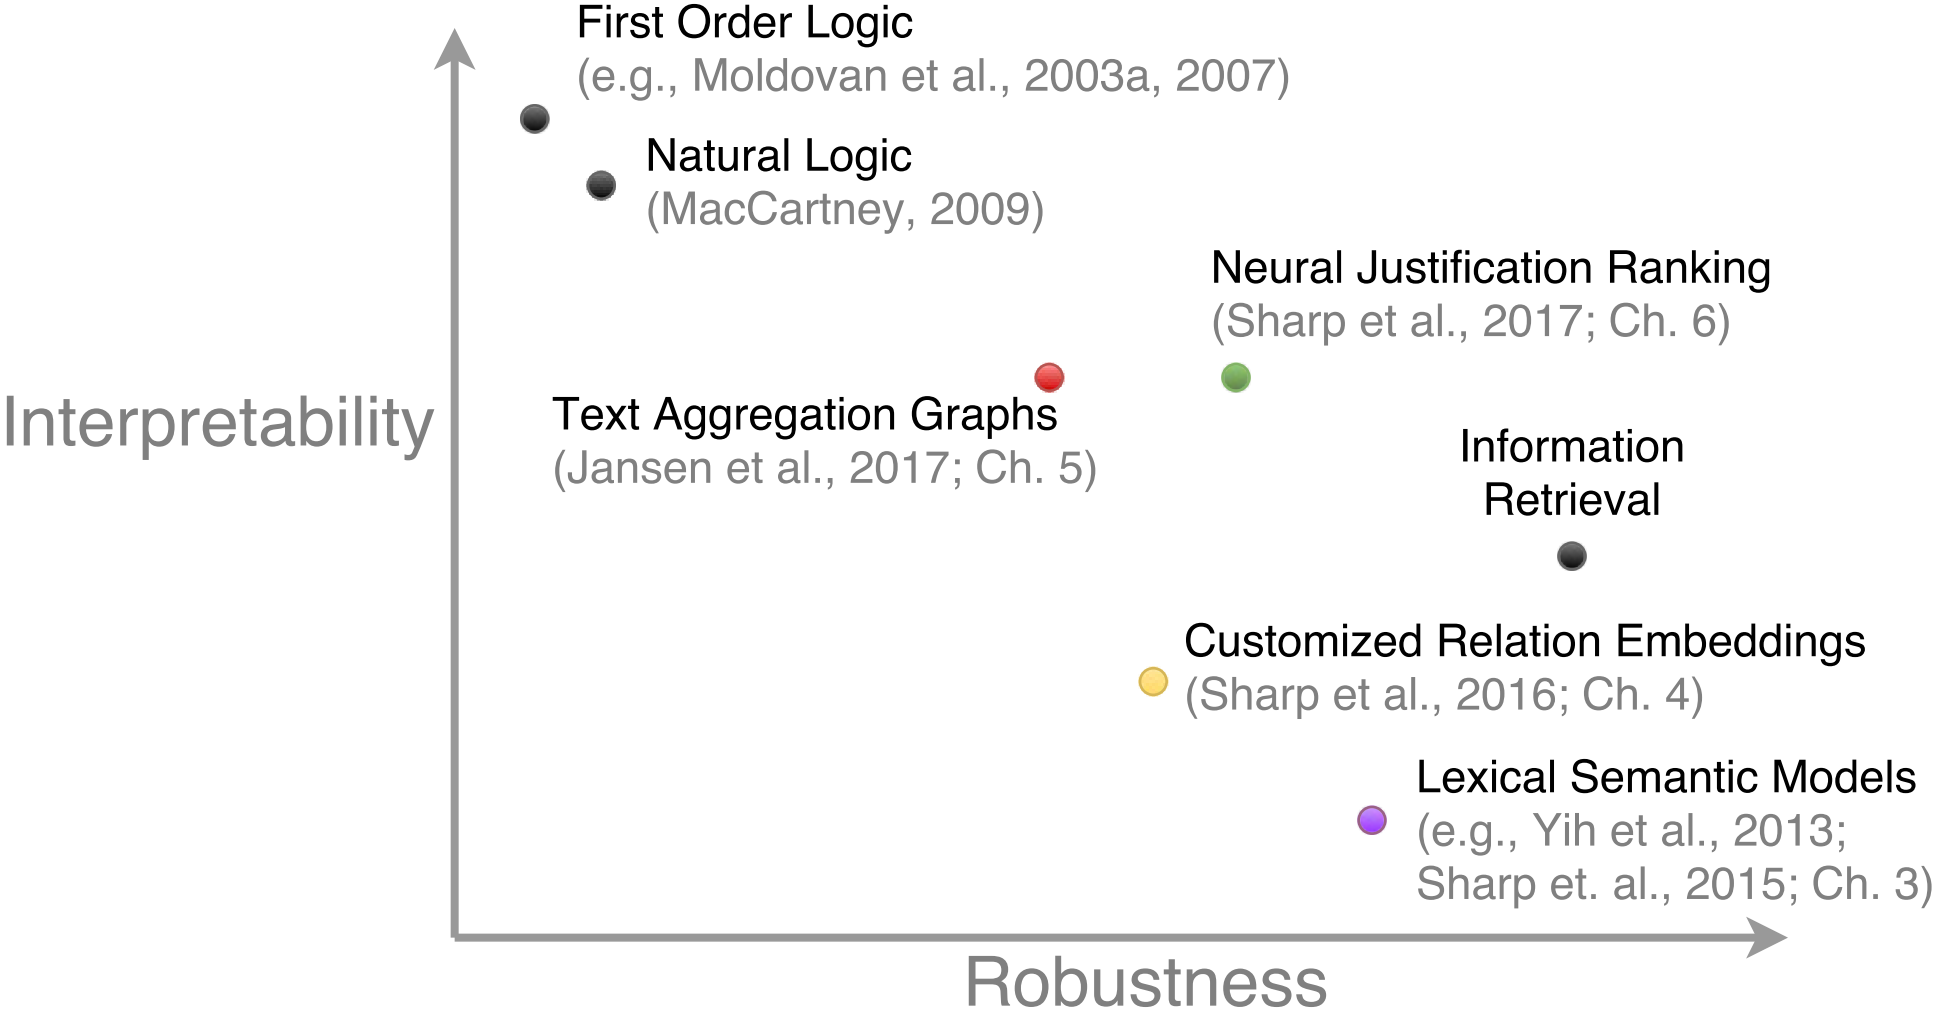 First Order Logic
(e.g., Moldovan et al., 2003a, 2007)
Natural Logic
(MacCartney, 2009)
Neural Justification Ranking
(Sharp et al., 2017; Ch. 6)
Interpretability
Text Aggregation Graphs
(Jansen et al., 2017; Ch. 5)
Information
Retrieval
Customized Relation Embeddings
(Sharp et al., 2016; Ch. 4)
Lexical Semantic Models
(e.g., Yih et al., 2013;
Sharp et. al., 2015; Ch. 3)
Robustness